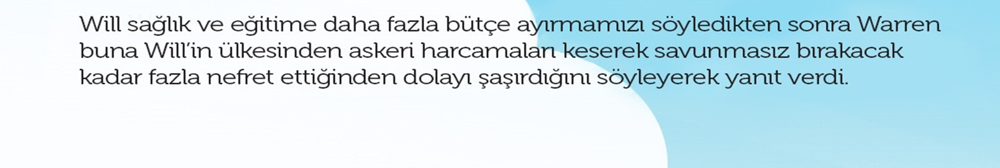 Will sağlık ve eğitime daha fazla bütçe ayırmamızı söyledikten sonra Warren
buna Will’in ülkesinden askeri harcamaları keserek savunmasız bırakacak
kadar fazla nefret ettiğinden dolayı şaşırdığını söyleyerek yanıt verdi.